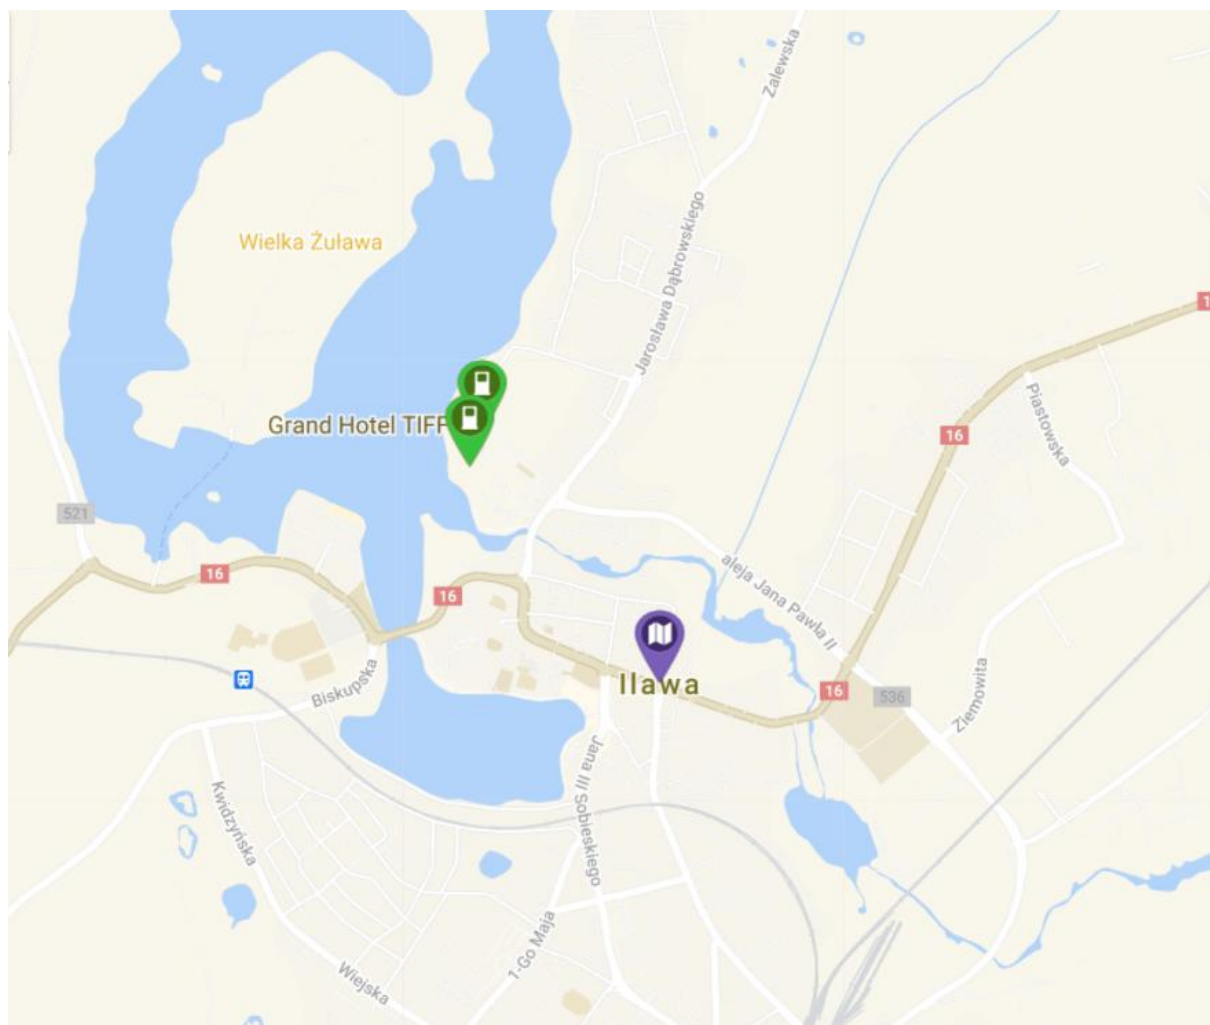 Zalewska
Wielka Żuława
Jarosława Dąbrowskiego
1
Grand Hotel TIFF
16
Piastowska
521
16
16
aleja Jana Pawła II
Iława
16
536
Ziemowita
Biskupska
Jana III Sobieskiego
Kwidzyńska
1-Go Maja
Wiejska